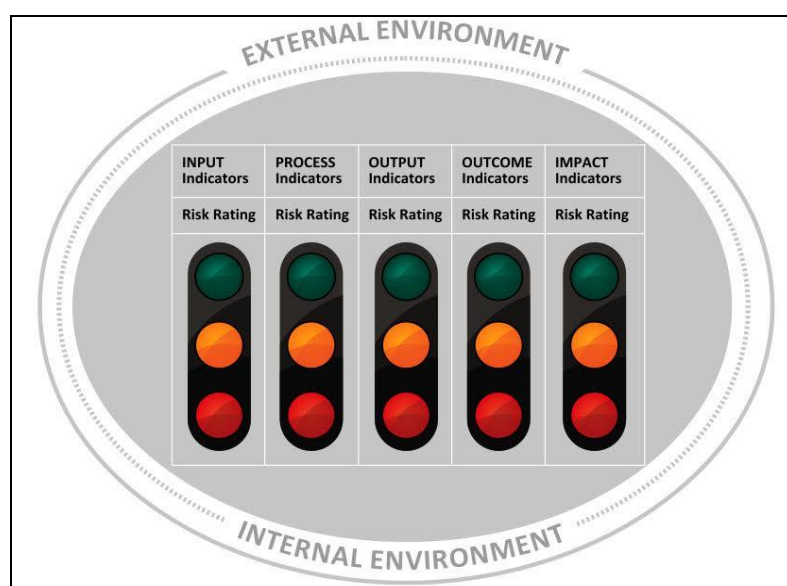 EXTERNAL ENVIRONMENT
INPUT PROCESS OUTPUT OUTCOME IMPACT
Indicators Indicators Indicators Indicators Indicators
Risk Rating Risk Rating Risk Rating Risk Rating Risk Rating
INTERNAL ENVIRONMENT